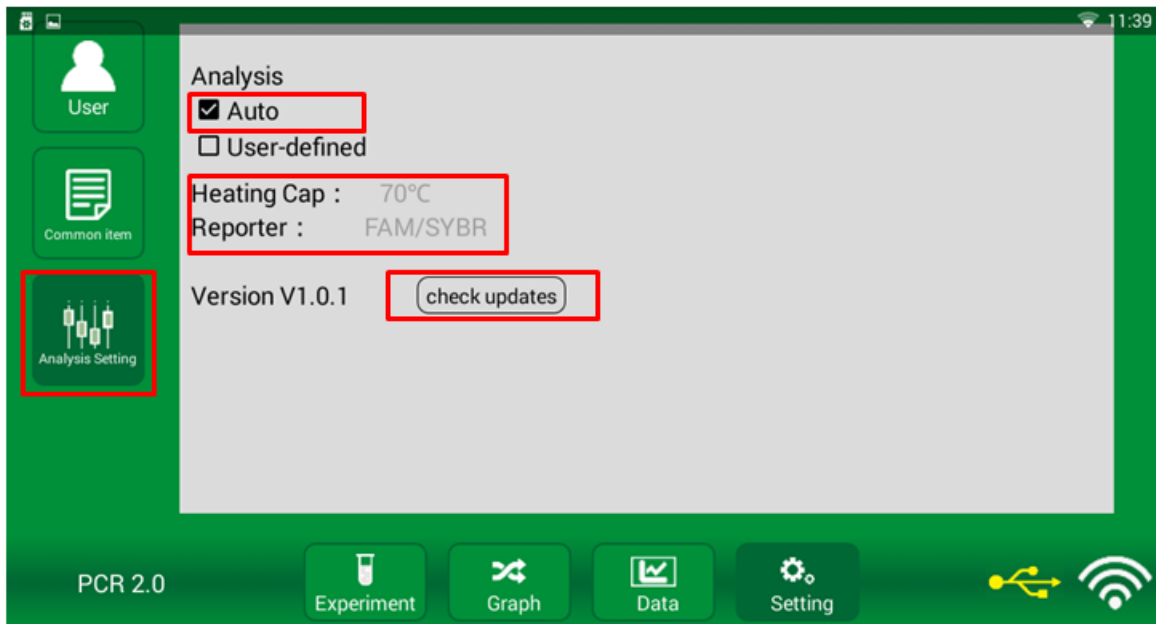 11:39
User
Common item
Analysis Setting
Analysis
Auto
User-defined
Heating Cap： 70℃
Reporter： FAM/SYBR
Version V1.0.1 check updates
PCR 2.0
Experiment
Graph
Data
Setting